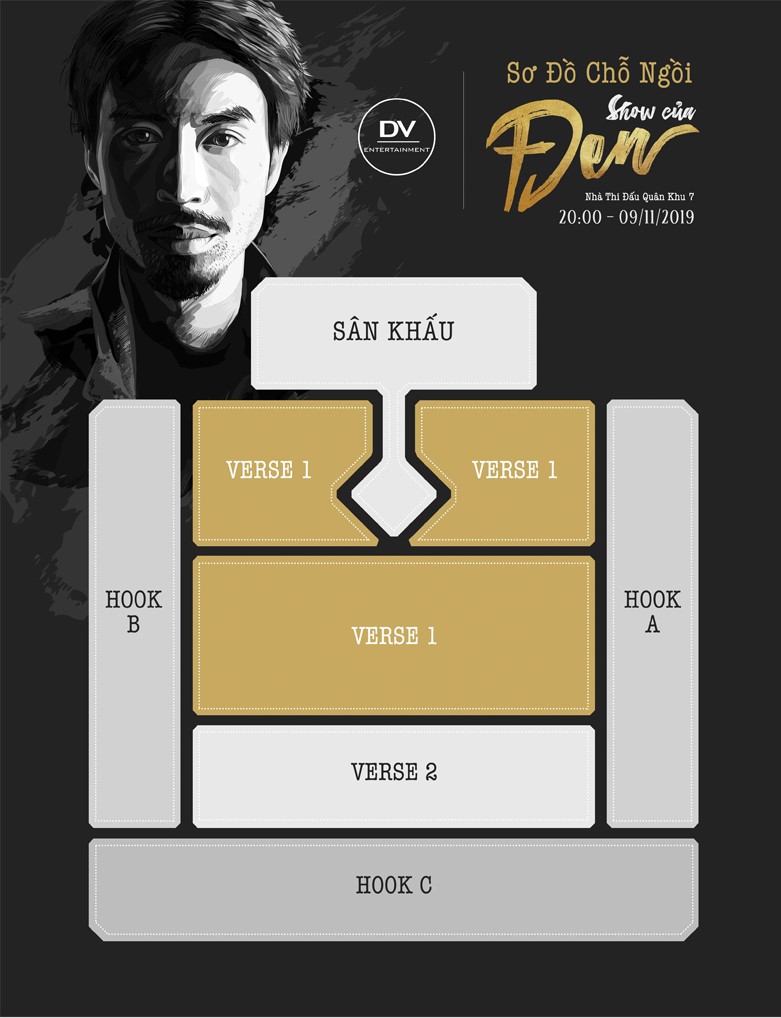 Sơ Đồ Chỗ Ngồi
Show của
Đen
DV
ENTERTAINMENT
Nhà Thi Đấu Quân Khu 7
20:00 - 09/11/2019
SÂN KHẤU
VERSE 1
VERSE 1
HOOK
B
HOOK
A
VERSE 1
VERSE 2
HOOK C